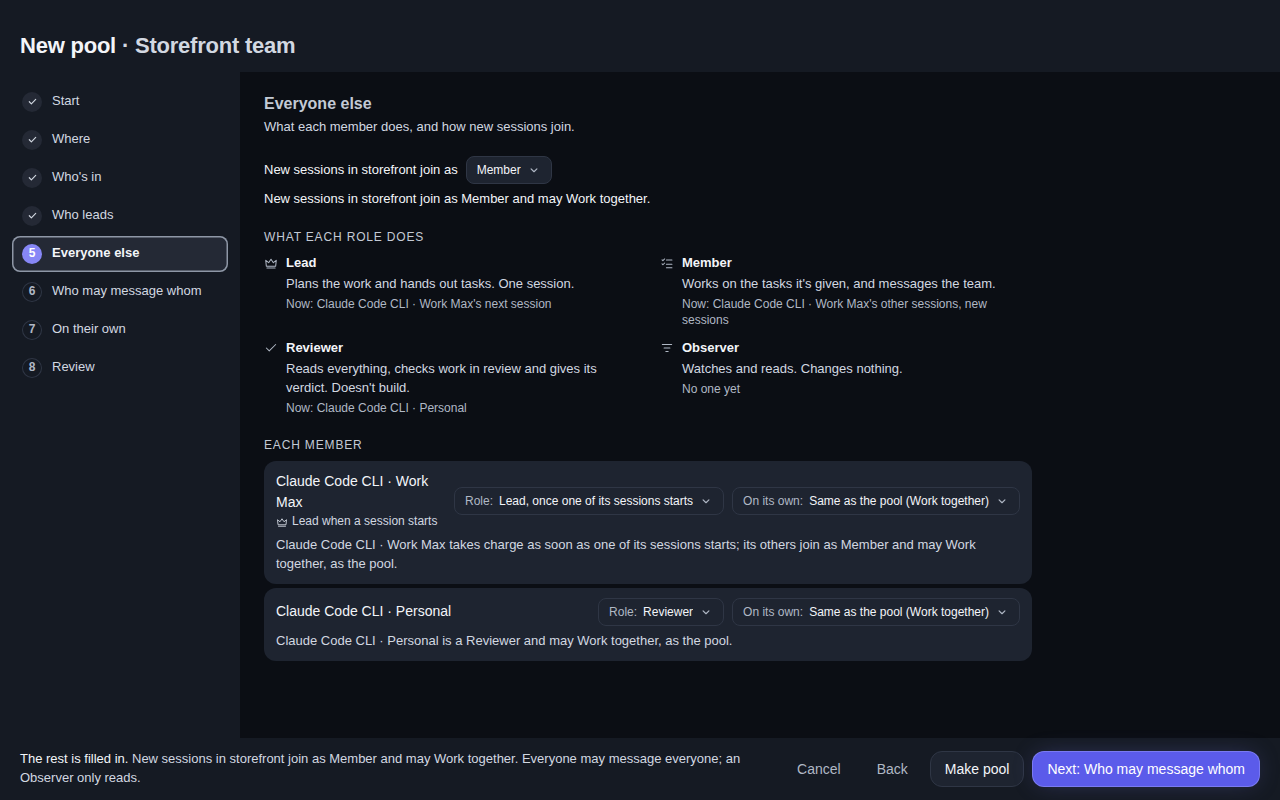 New pool · Storefront team
Start
Where
Who's in
Who leads
5 Everyone else
6 Who may message whom
7 On their own
8 Review
Everyone else
What each member does, and how new sessions join.
New sessions in storefront join as Member
New sessions in storefront join as Member and may Work together.
WHAT EACH ROLE DOES
Lead
Plans the work and hands out tasks. One session.
Now: Claude Code CLI · Work Max's next session
Member
Works on the tasks it's given, and messages the team.
Now: Claude Code CLI · Work Max's other sessions, new
sessions
Reviewer
Reads everything, checks work in review and gives its
verdict. Doesn't build.
Now: Claude Code CLI · Personal
Observer
Watches and reads. Changes nothing.
No one yet
EACH MEMBER
Claude Code CLI · Work
Max
Lead when a session starts
Role: Lead, once one of its sessions starts
On its own: Same as the pool (Work together)
Claude Code CLI · Work Max takes charge as soon as one of its sessions starts; its others join as Member and may Work
together, as the pool.
Claude Code CLI · Personal
Role: Reviewer
On its own: Same as the pool (Work together)
Claude Code CLI · Personal is a Reviewer and may Work together, as the pool.
The rest is filled in. New sessions in storefront join as Member and may Work together. Everyone may message everyone; an
Observer only reads.
Cancel
Back
Make pool
Next: Who may message whom